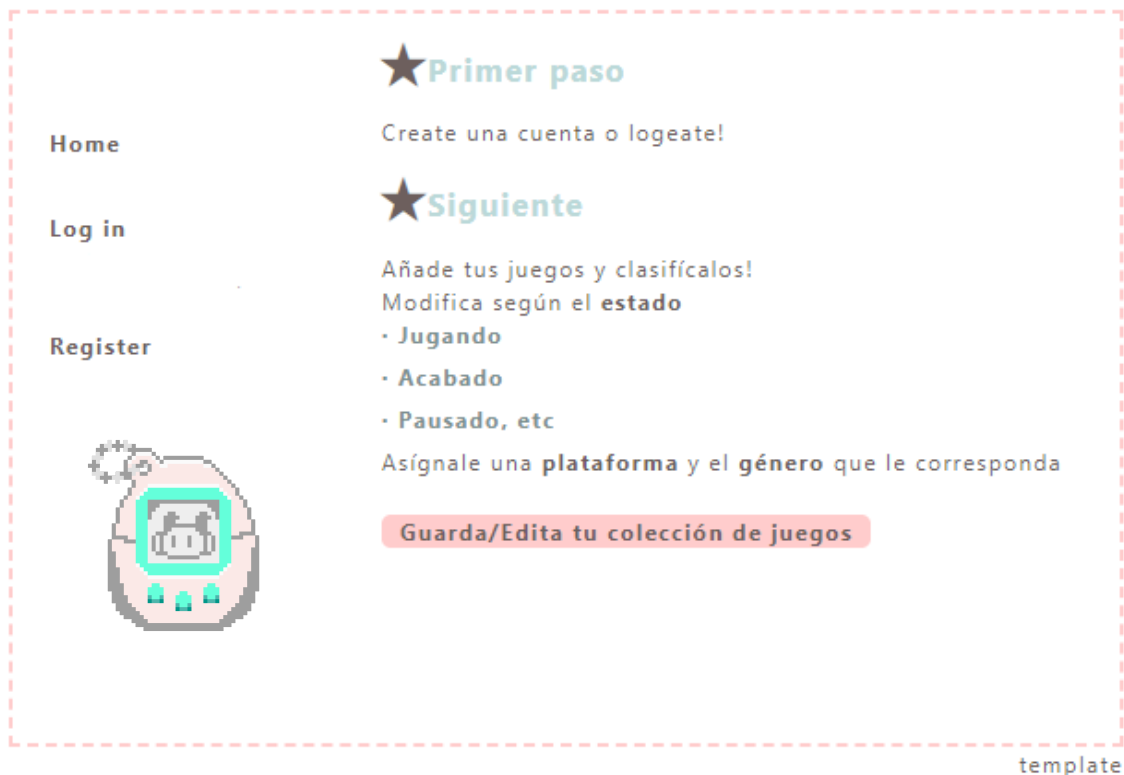 Home
Log in
Register
★Primer paso
Create una cuenta o logeate!
★Siguiente
Añade tus juegos y clasifícalos!
Modifica según el estado
· Jugando
· Acabado
· Pausado, etc
Asígnale una plataforma y el género que le corresponda
Guarda/Edita tu colección de juegos
template